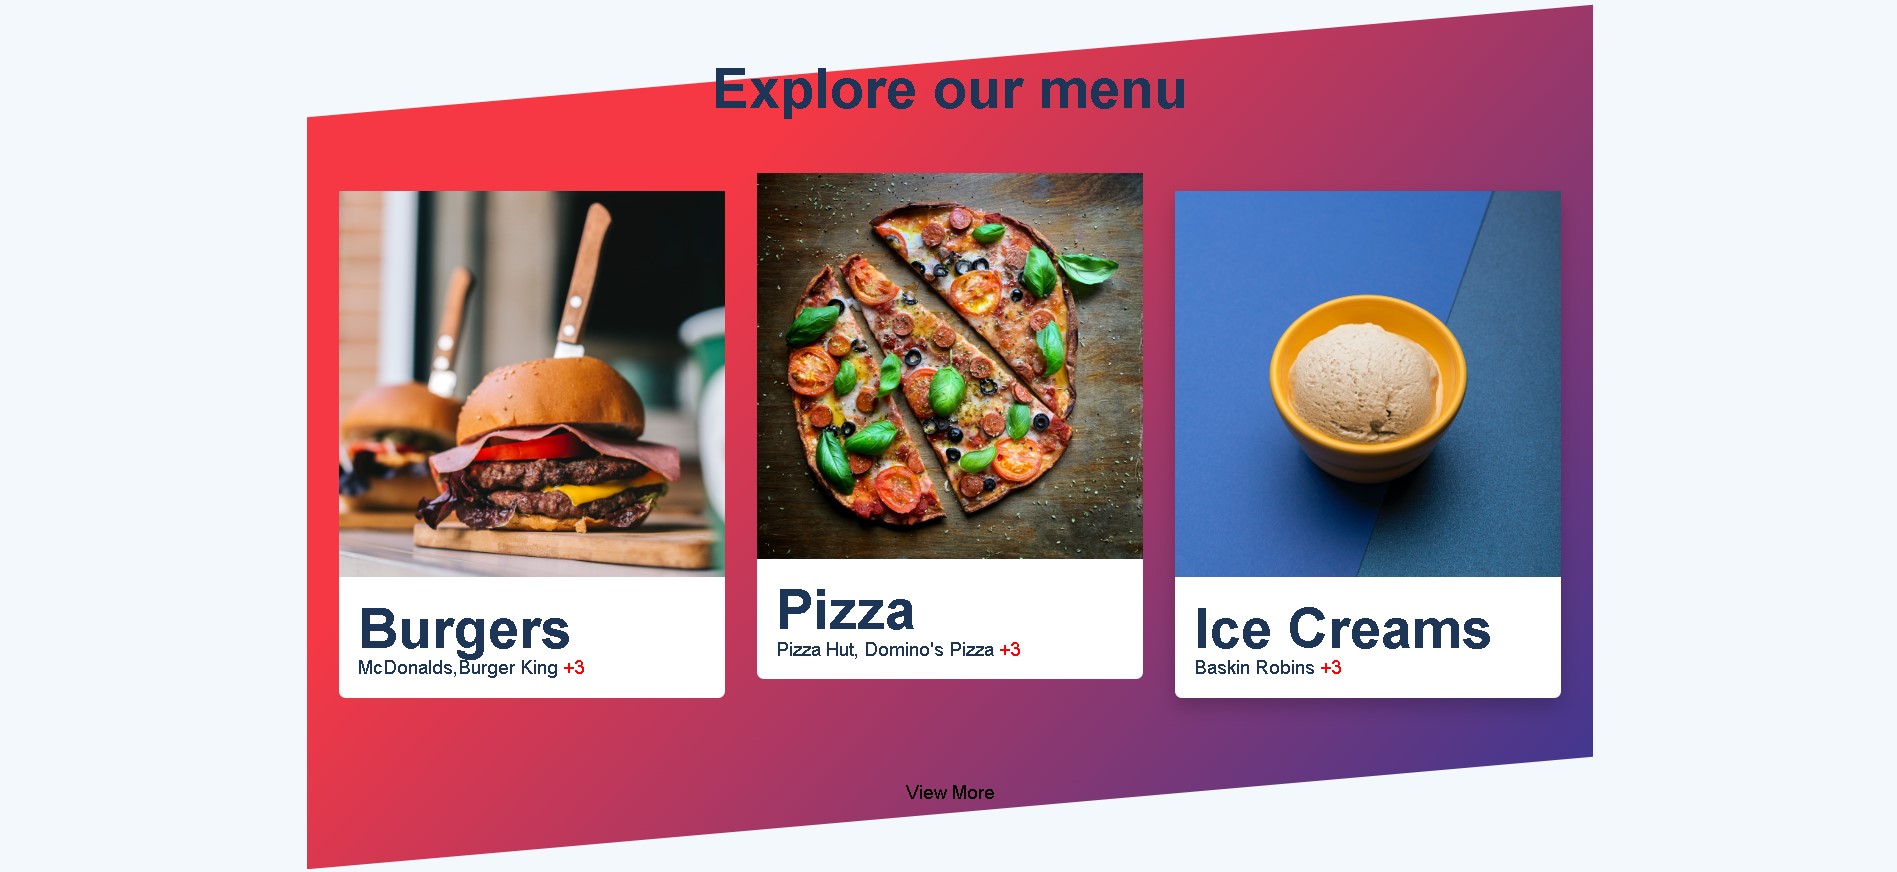 Explore our menu
Burgers
McDonalds,Burger King +3
Pizza
Pizza Hut, Domino's Pizza +3
Ice Creams
Baskin Robins +3
View More